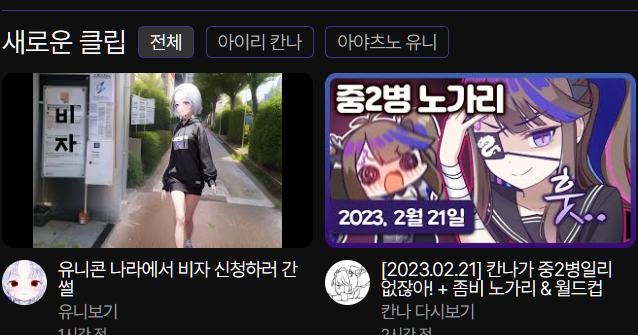 새로운 클립
전체
아이리 칸나
아야츠노 유니
비
자
중2병 노가리
훗..
2023. 2월 21일
유니콘 나라에서 비자 신청하러 간
썰
유니보기
1시간 전
[2023.02.21] 칸나가 중2병일리
없잖아! + 좀비 노가리 & 월드컵
칸나 다시보기
2시간 전